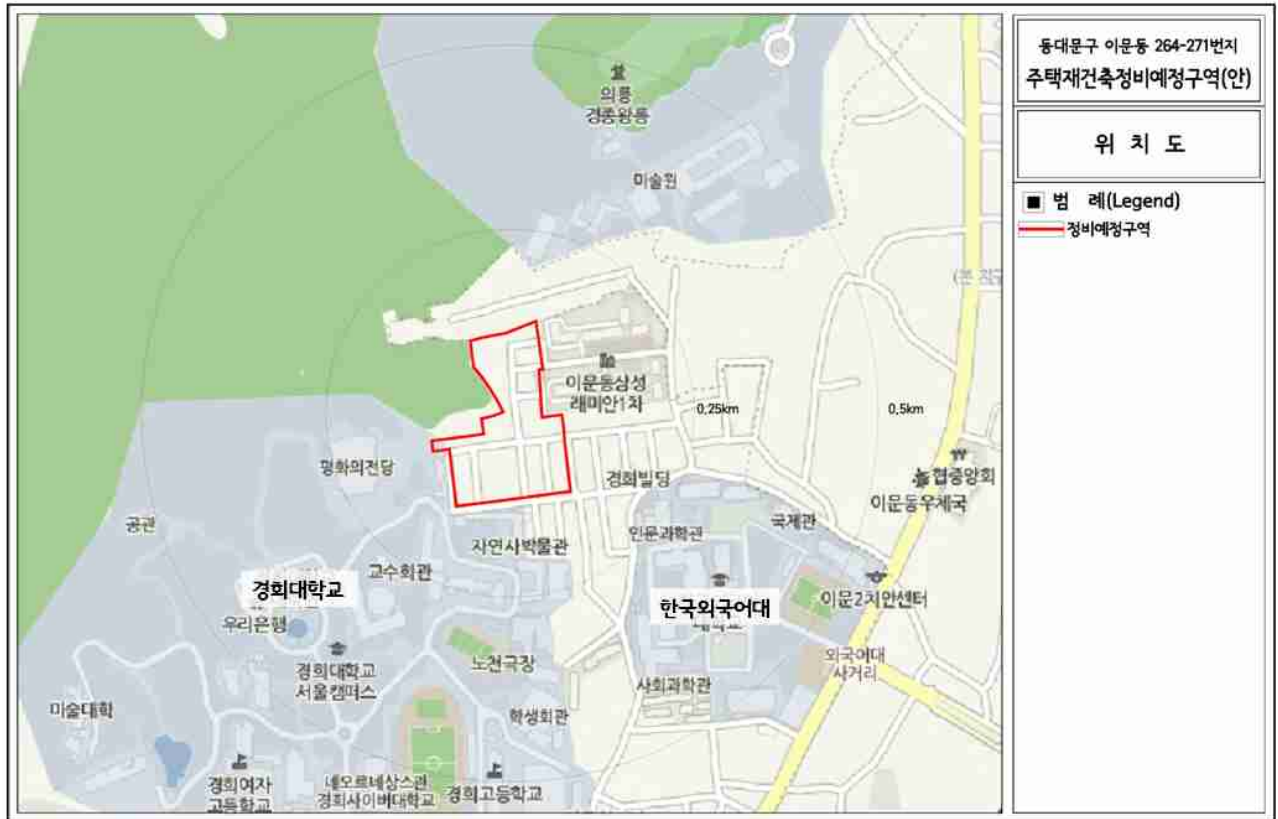 동대문구 이문동 264-271번지
주택재건축정비예정구역(안)
위 치 도
■ 범 례(Legend)
정비예정구역
의릉
경종왕릉
미술원
이문동삼성
래미안1차
0,25km
0,5km
평화의전당
경희빌딩
협중앙회
이문동우체국
공관
자연사박물관
인문과학관
국제관
경희대학교
교수회관
한국외국어대
이문2치안센터
우리은행
경희대학교
서울캠퍼스
노천극장
외국어대
사거리
사회과학관
미술대학
학생회관
경희여자
고등학교
네오르네상스관
경희사이버대학교
경희고등학교